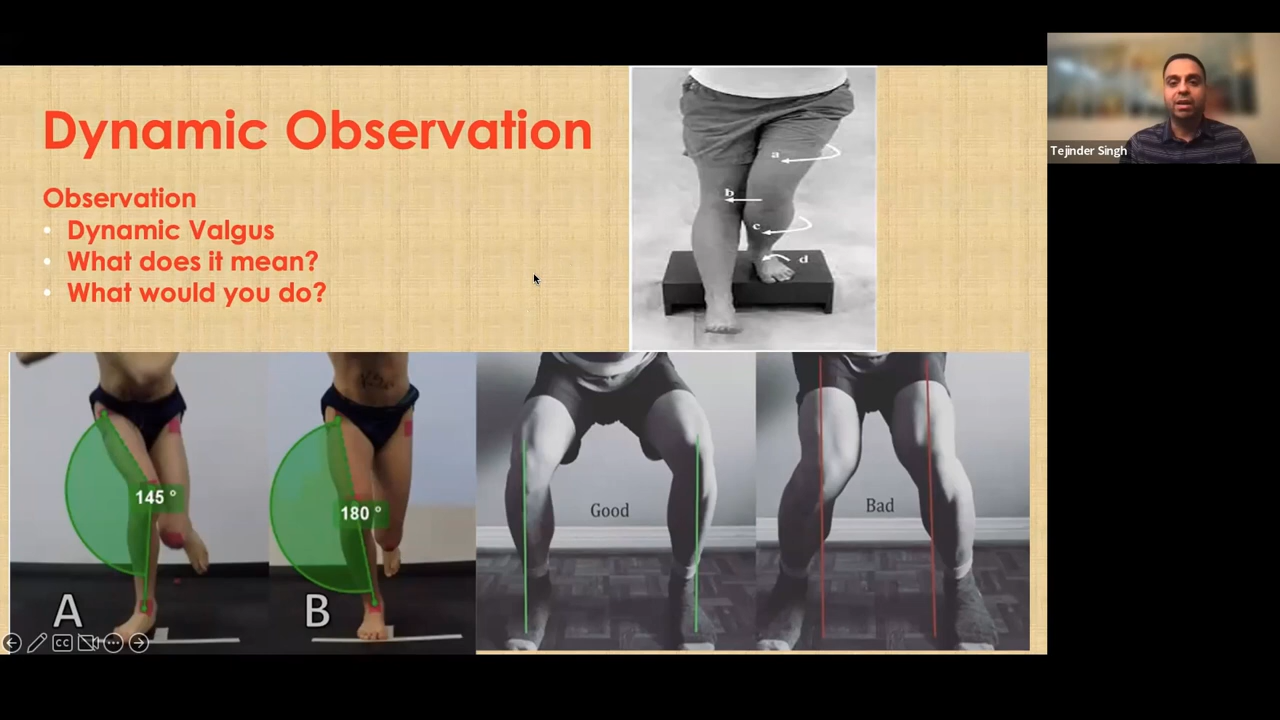 Dynamic Observation
Observation
• Dynamic Valgus
• What does it mean?
• What would you do?
a
b
c
d
Tejinder Singh
145 °
A
180 °
B
Good
Bad
CC